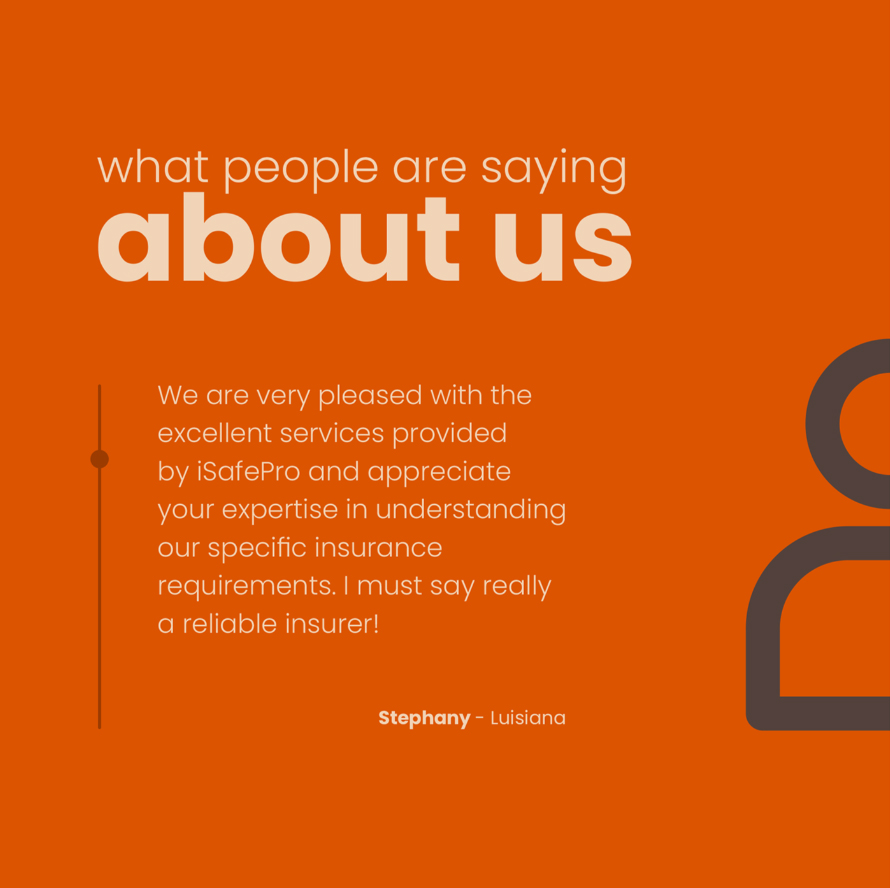 what people are saying
about us
We are very pleased with the
excellent services provided
by iSafePro and appreciate
your expertise in understanding
our specific insurance
requirements. I must say really
a reliable insurer!
Stephany - Luisiana